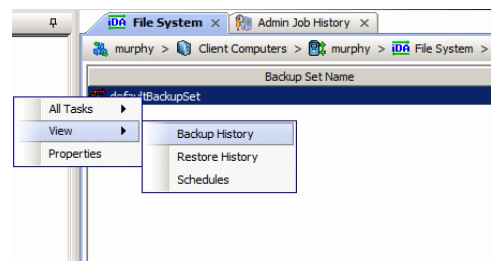 iDA File System × Admin Job History ×
murphy > Client Computers > murphy > iDA File System >
Backup Set Name
defaultBackupSet
All Tasks
View
Properties
Backup History
Restore History
Schedules